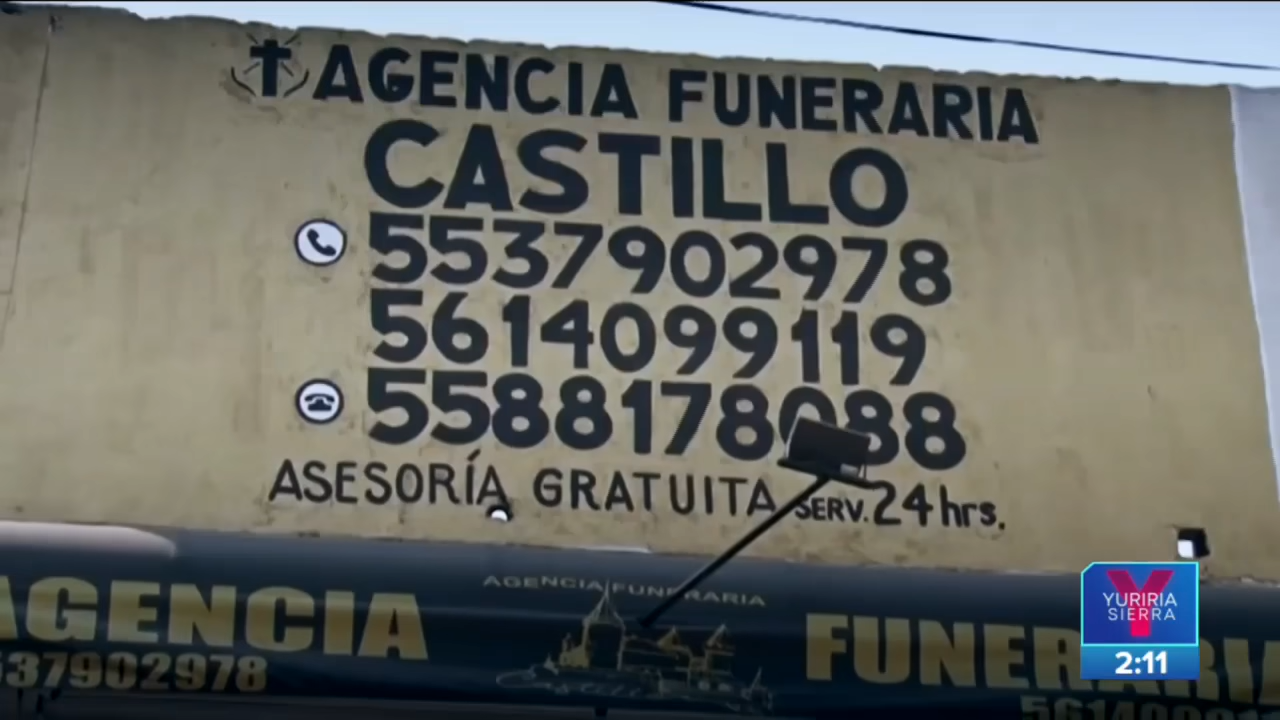 AGENCIA FUNERARIA
CASTILLO
5537902978
5614099119
5588178088
ASESORÍA GRATUITA SERV. 24 hrs.
AGENCIA FUNERARIA
AGENCIA
FUNERARIA
537902978
YURIRIA
SIERRA
2:11